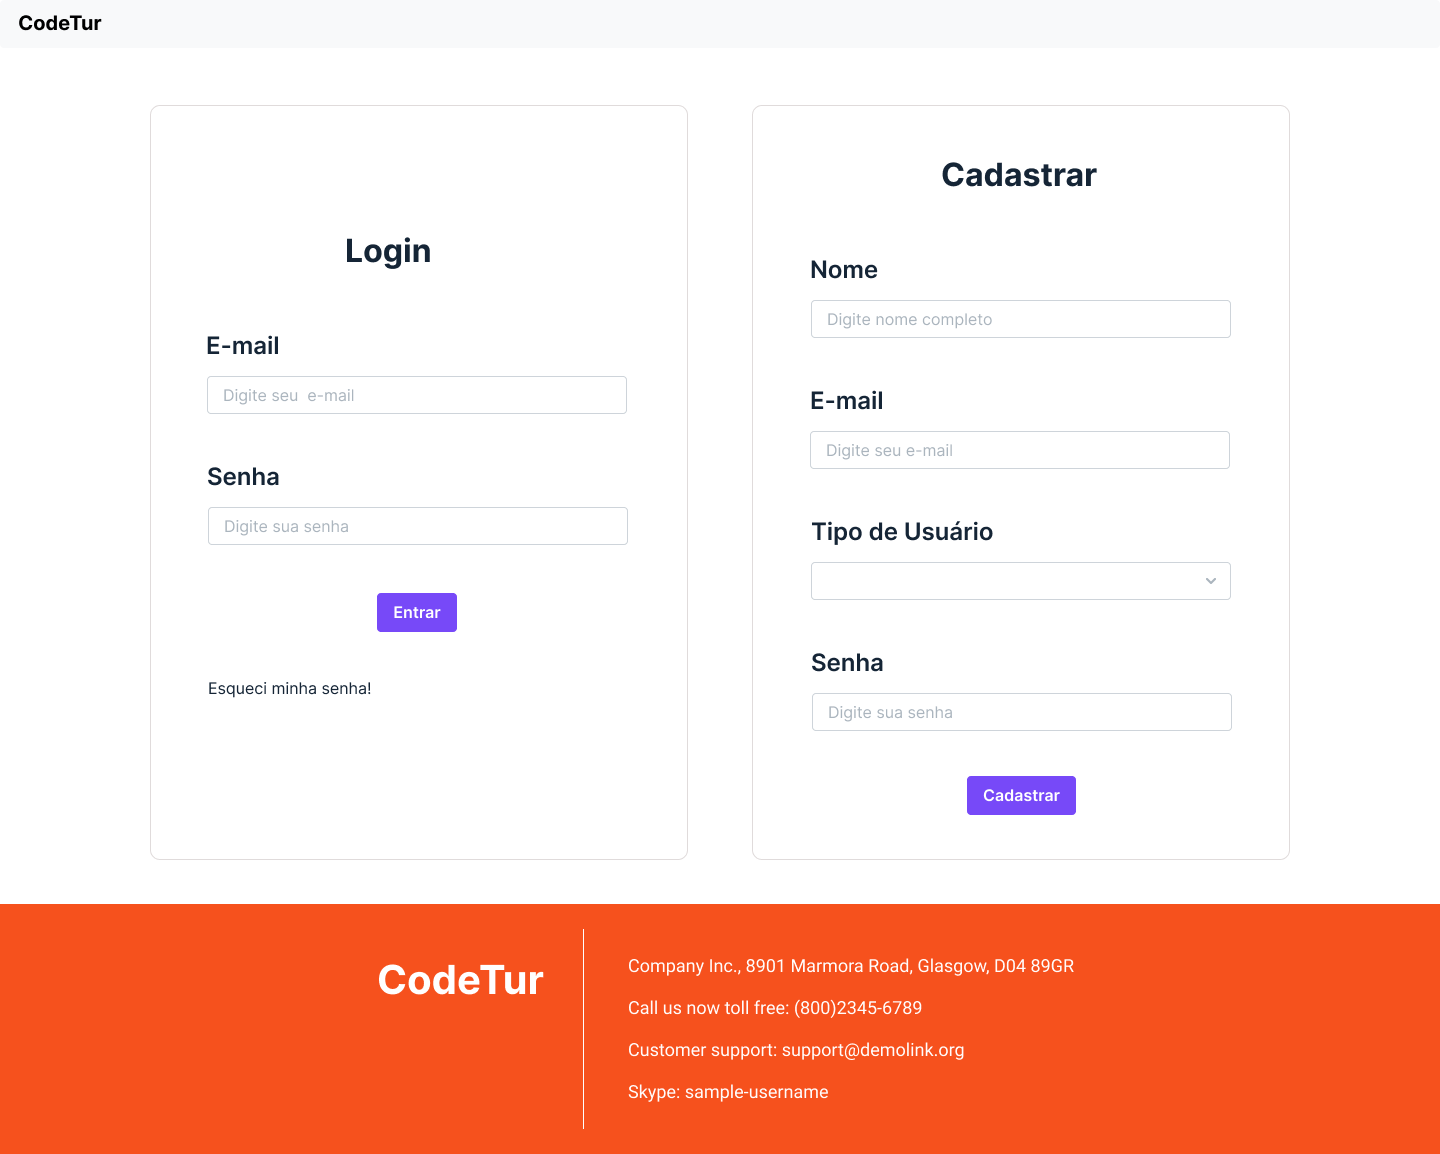 CodeTur
Login
E-mail
Digite seu  e-mail
Senha
Digite sua senha
Entrar
Esqueci minha senha!
Cadastrar
Nome
Digite nome completo
E-mail
Digite seu e-mail
Tipo de Usuário
Senha
Digite sua senha
Cadastrar
CodeTur
Company Inc., 8901 Marmora Road, Glasgow, D04 89GR
Call us now toll free: (800)2345-6789
Customer support: support@demolink.org
Skype: sample-username